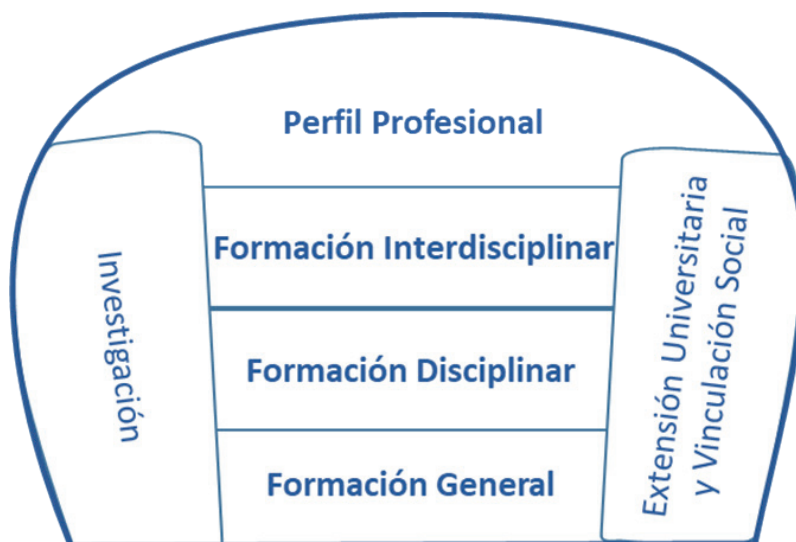 Perfil Profesional
Investigación
Formación Interdisciplinar
Formación Disciplinar
Formación General
Extensión Universitaria
y Vinculación Social